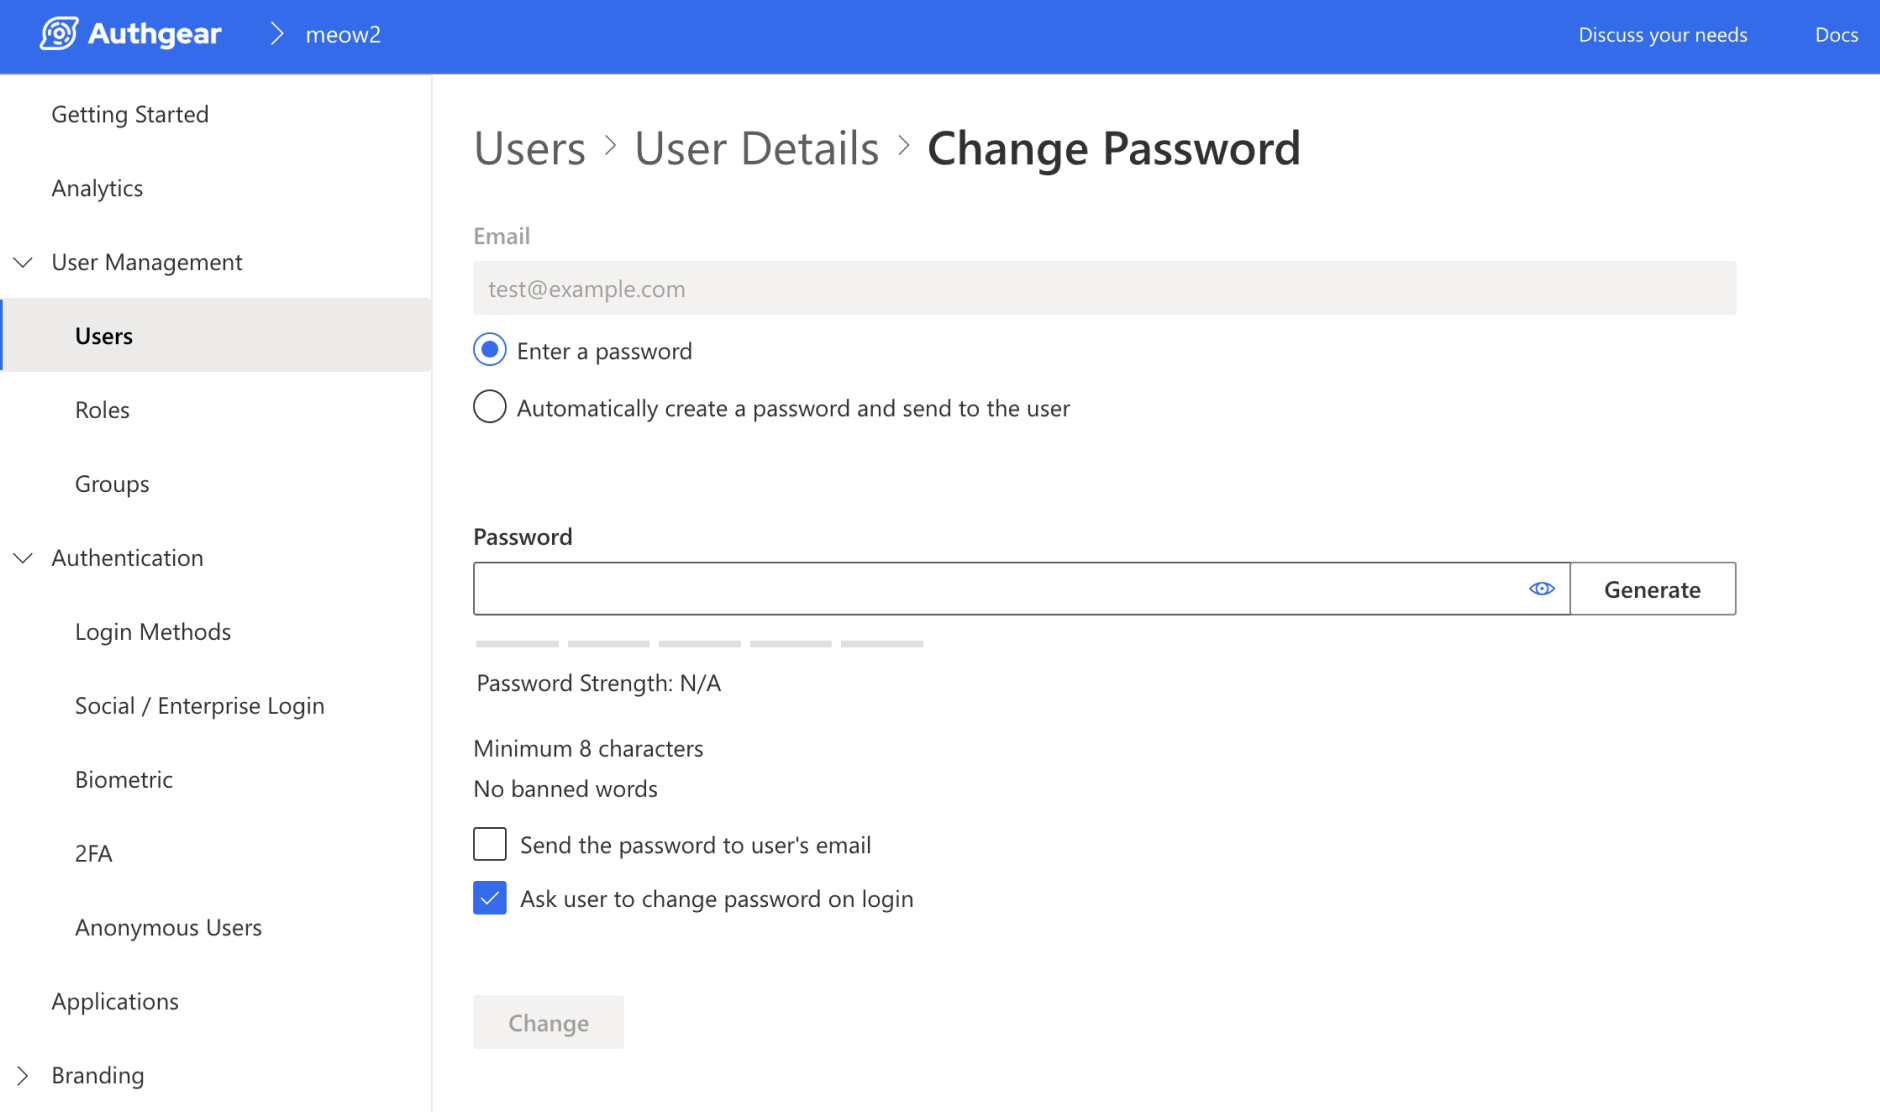 Authgear
meow2
Discuss your needs
Docs
Getting Started
Analytics
User Management
Users
Roles
Groups
Authentication
Login Methods
Social / Enterprise Login
Biometric
2FA
Anonymous Users
Applications
Branding
Users > User Details > Change Password
Email
test@example.com
Enter a password
Automatically create a password and send to the user
Password
Generate
Password Strength: N/A
Minimum 8 characters
No banned words
Send the password to user's email
Ask user to change password on login
Change